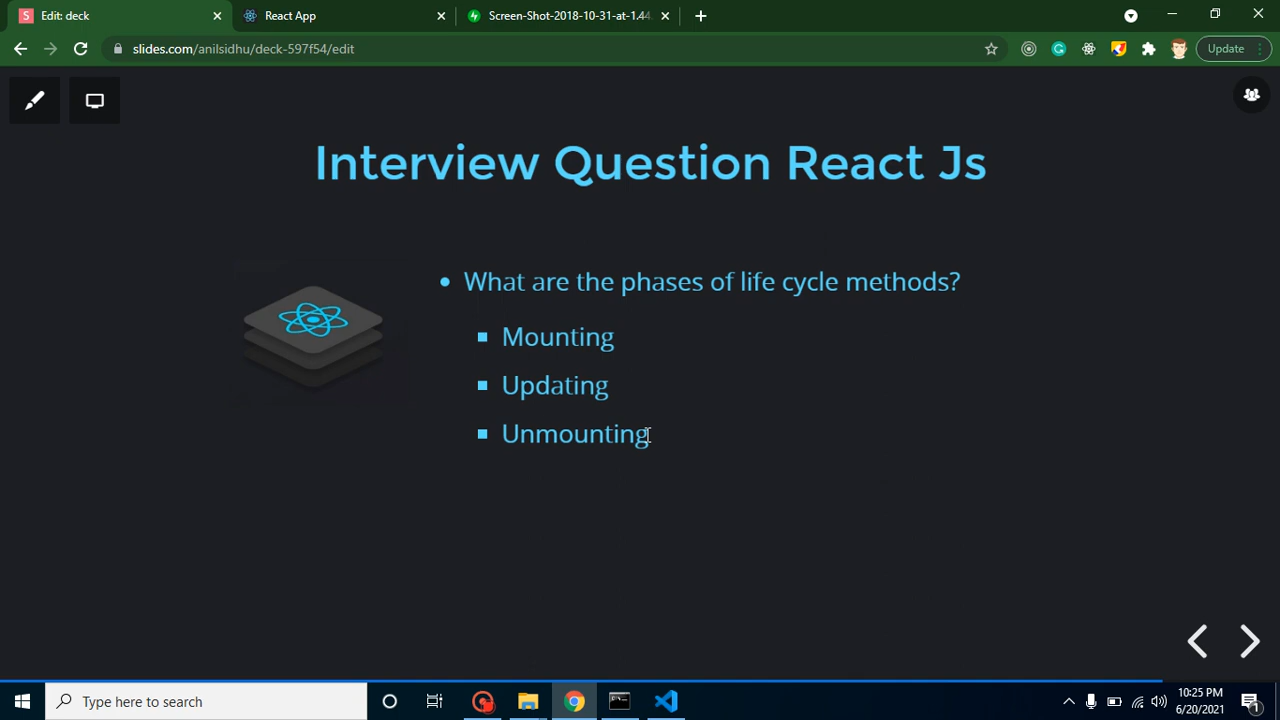 Edit: deck
React App
Screen-Shot-2018-10-31-at-1.44.
slides.com/anilsidhu/deck-597f54/edit
Update
Interview Question React Js
What are the phases of life cycle methods?
Mounting
Updating
Unmounting
Type here to search
10:25 PM
6/20/2021
1